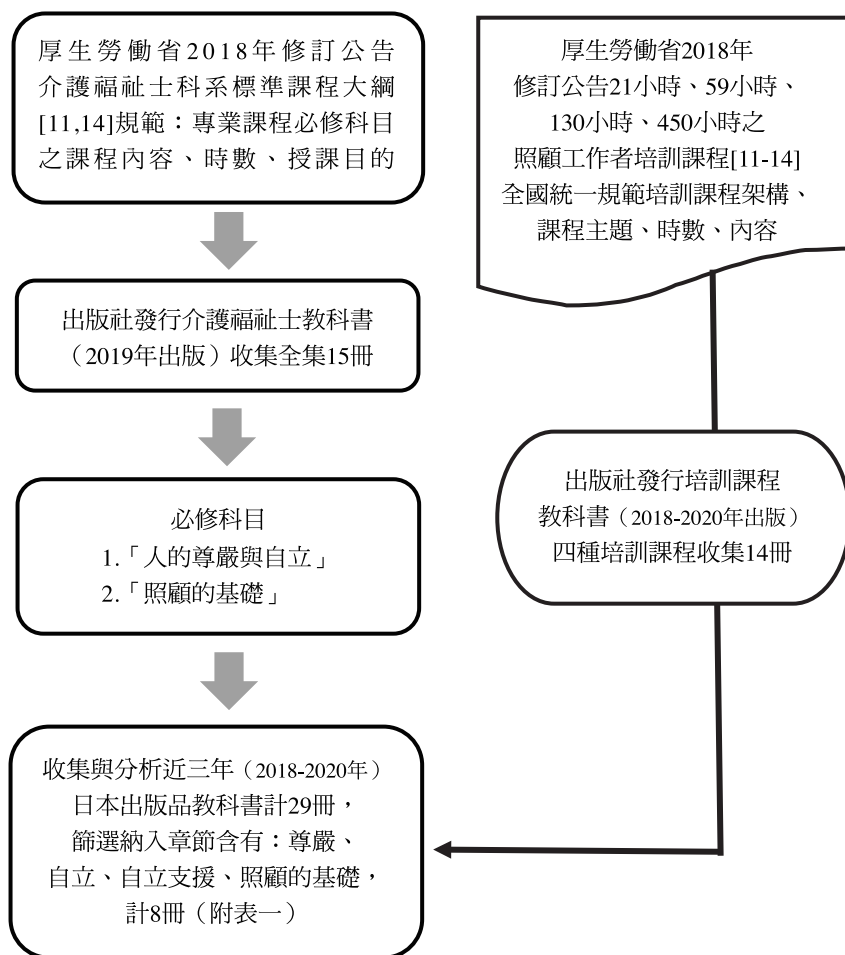 厚生勞働省2018年修訂公告
介護福祉士科系標準課程大綱
[11,14]規範：專業課程必修科目
之課程內容、時數、授課目的
出版社發行介護福祉士教科書
（2019年出版）收集全集15冊
必修科目
1.「人的尊嚴與自立」
2.「照顧的基礎」
收集與分析近三年（2018-2020年）
日本出版品教科書計29冊，
篩選納入章節含有：尊嚴、
自立、自立支援、照顧的基礎，
計8冊（附表一）
厚生勞働省2018年
修訂公告21小時、59小時、
130小時、450小時之
照顧工作者培訓課程[11-14]
全國統一規範培訓課程架構、
課程主題、時數、內容
出版社發行培訓課程
教科書（2018-2020年出版）
四種培訓課程收集14冊